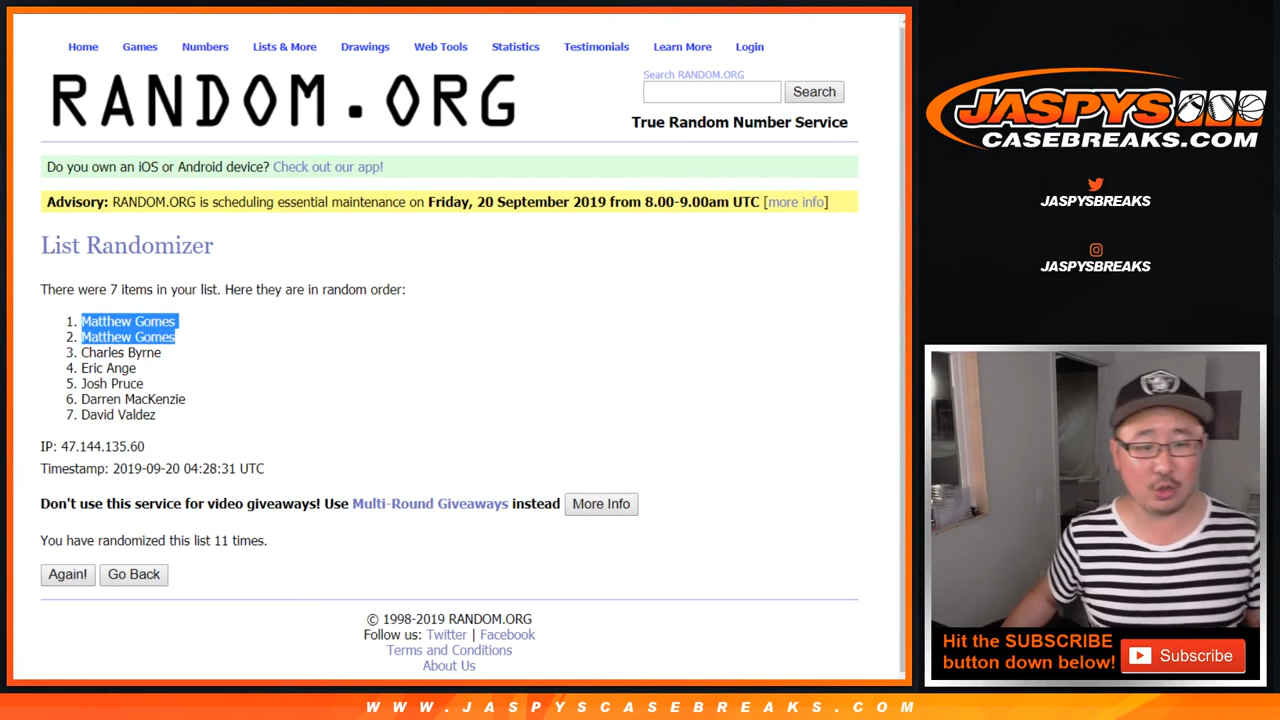 Home Games Numbers Lists & More Drawings Web Tools Statistics Testimonials Learn More Login
RANDOM.ORG
Search RANDOM.ORG
Search
True Random Number Service
Do you own an iOS or Android device? Check out our app!
Advisory: RANDOM.ORG is scheduling essential maintenance on Friday, 20 September 2019 from 8.00-9.00am UTC [more info]
List Randomizer
There were 7 items in your list. Here they are in random order:
1. Matthew Gomes
2. Matthew Gomes
3. Charles Byrne
4. Eric Ange
5. Josh Pruce
6. Darren MacKenzie
7. David Valdez
IP: 47.144.135.60
Timestamp: 2019-09-20 04:28:31 UTC
Don't use this service for video giveaways! Use Multi-Round Giveaways instead More Info
You have randomized this list 11 times.
Again! Go Back
© 1998-2019 RANDOM.ORG
Follow us: Twitter | Facebook
Terms and Conditions
About Us
JASPYS
CASEBREAKS.COM
JASPYSBREAKS
JASPYSBREAKS
Hit the SUBSCRIBE
button down below!
Subscribe
WWW.JASPYSCASEBREAKS.COM